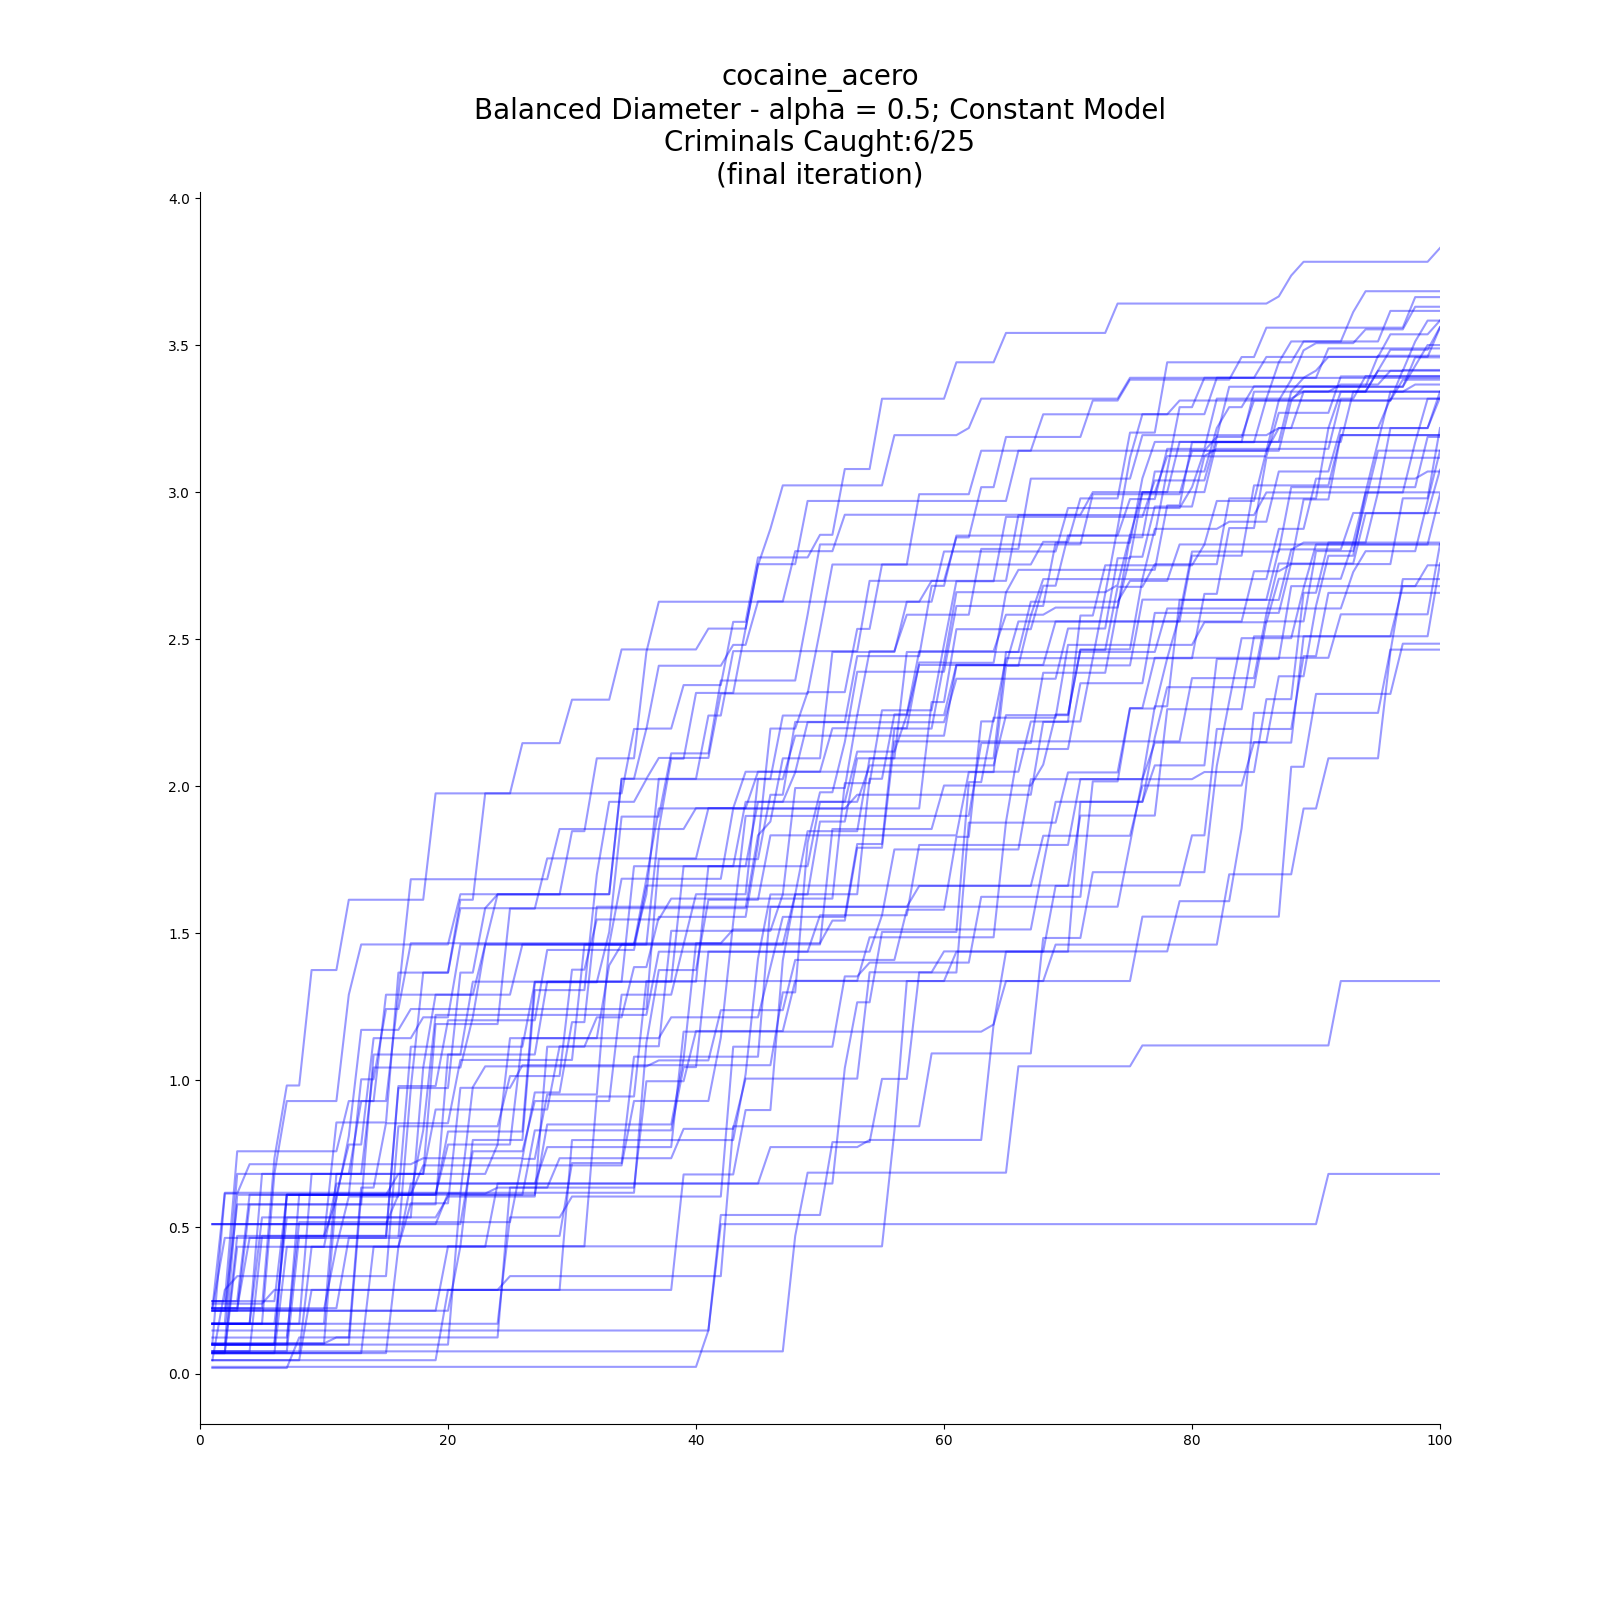 cocaine_acero
Balanced Diameter - alpha = 0.5; Constant Model
Criminals Caught:6/25
(final iteration)
4.0
3.5
3.0
2.5
2.0
1.5
1.0
0.5
0.0
0 20 40 60 80 100